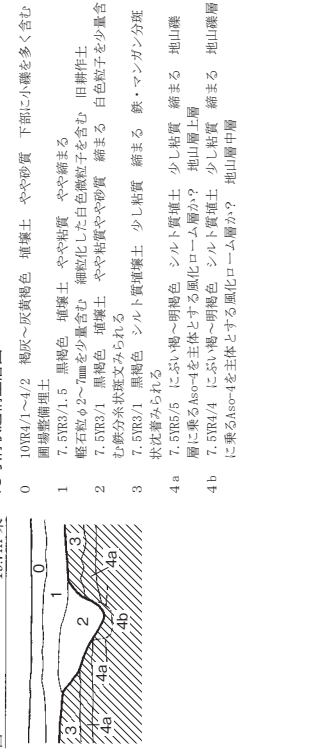 0　10YR4/1～4/2　褐灰～灰黄褐色　埴壌土　やや砂質　下部に小礫を多く含む
圃場整備埋土
1　7.5YR3/1.5　黒褐色　埴壌土　やや粘質　やや締まる
軽石粒φ2～7㎜を少量含む　細粒化した白色微粒子を含む　旧耕作土
2　7.5YR3/1　黒褐色　埴壌土　やや粘質やや砂質　締まる　白色粒子を少量含
む鉄分糸状斑文みられる
3　7.5YR3/1　黒褐色　シルト質埴壌土　少し粘質　締まる　鉄・マンガン分斑
状沈着みられる
4a　7.5YR5/5　にぶい褐～明褐色　シルト質埴土　少し粘質　締まる　地山礫
層に乗るAso-4を主体とする風化ローム層か？　地山層上層
4b　7.5YR4/4　にぶい褐～明褐色　シルト質埴土　少し粘質　締まる　地山礫層
に乗るAso-4を主体とする風化ローム層か？　地山層中層
0
1
2
3
3
4a
4a
4a
4a
4b